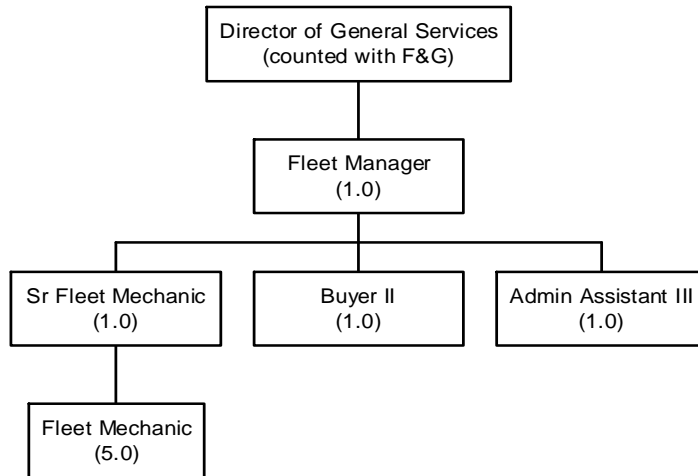 Director of General Services
(counted with F&G)
Fleet Manager
(1.0)
Sr Fleet Mechanic
(1.0)
Buyer II
(1.0)
Admin Assistant III
(1.0)
Fleet Mechanic
(5.0)